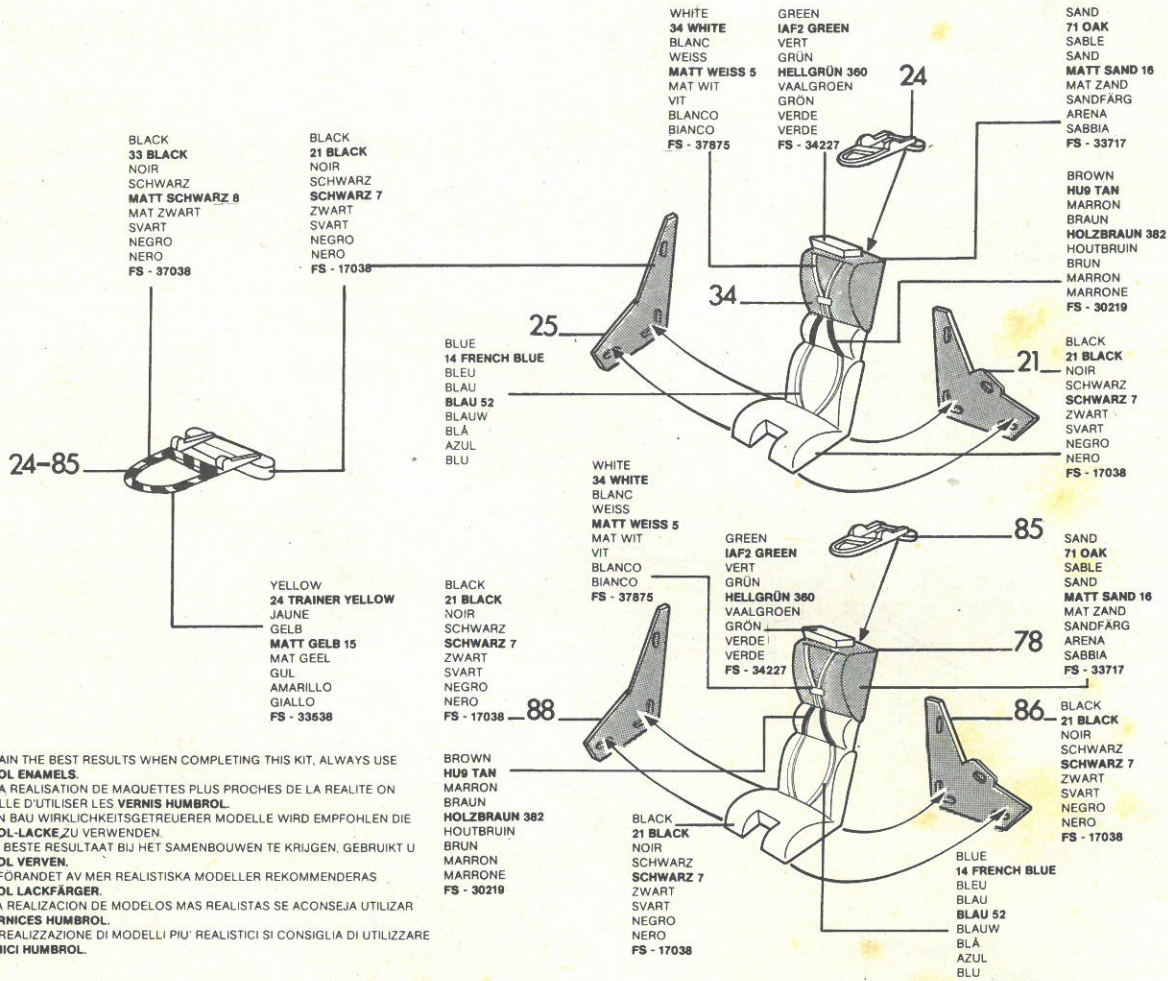 WHITE
34 WHITE
BLANC
WEISS
MATT WEISS 5
MAT WIT
VIT
BLANCO
BIANCO
FS - 37875
GREEN
IAF2 GREEN
VERT
GRÜN
HELLGRÜN 360
VAALGROEN
GRÖN
VERDE
VERDE
FS - 34227
24
SAND
71 OAK
SABLE
SAND
MATT SAND 16
MAT ZAND
SANDFÄRG
ARENA
SABBIA
FS - 33717
BLACK
33 BLACK
NOIR
SCHWARZ
MATT SCHWARZ 8
MAT ZWART
SVART
NEGRO
NERO
FS - 37038
BLACK
21 BLACK
NOIR
SCHWARZ
SCHWARZ 7
ZWART
SVART
NEGRO
NERO
FS - 17038
BROWN
HU9 TAN
MARRON
BRAUN
HOLZBRAUN 382
HOUTBRUIN
BRUN
MARRON
MARRONE
FS - 30219
34
25
BLUE
14 FRENCH BLUE
BLEU
BLAU
BLAU 52
BLAUW
BLÅ
AZUL
BLU
21
BLACK
21 BLACK
NOIR
SCHWARZ
SCHWARZ 7
ZWART
SVART
NEGRO
NERO
FS - 17038
24-85
WHITE
34 WHITE
BLANC
WEISS
MATT WEISS 5
MAT WIT
VIT
BLANCO
BIANCO
FS - 37875
GREEN
IAF2 GREEN
VERT
GRÜN
HELLGRÜN 360
VAALGROEN
GRÖN
VERDE
VERDE
FS - 34227
85
SAND
71 OAK
SABLE
SAND
MATT SAND 16
MAT ZAND
SANDFÄRG
ARENA
SABBIA
FS - 33717
YELLOW
24 TRAINER YELLOW
JAUNE
GELB
MATT GELB 15
MAT GEEL
GUL
AMARILLO
GIALLO
FS - 33538
BLACK
21 BLACK
NOIR
SCHWARZ
SCHWARZ 7
ZWART
SVART
NEGRO
NERO
FS - 17038
88
78
86
BLACK
21 BLACK
NOIR
SCHWARZ
SCHWARZ 7
ZWART
SVART
NEGRO
NERO
FS - 17038
AIN THE BEST RESULTS WHEN COMPLETING THIS KIT, ALWAYS USE
OL ENAMELS.
A REALISATION DE MAQUETTES PLUS PROCHES DE LA REALITE ON
LLE D'UTILISER LES VERNIS HUMBROL.
N BAU WIRKLICHKEITSGETREUERER MODELLE WIRD EMPFOHLEN DIE
OL-LACKE ZU VERWENDEN.
BESTE RESULTAAT BIJ HET SAMENBOUWEN TE KRIJGEN, GEBRUIKT U
OL VERVEN.
FÖRANDET AV MER REALISTISKA MODELLER REKOMMENDERAS
OL LACKFÄRGER.
A REALIZACION DE MODELOS MAS REALISTAS SE ACONSEJA UTILIZAR
RNICES HUMBROL.
REALIZZAZIONE DI MODELLI PIU' REALISTICI SI CONSIGLIA DI UTILIZZARE
NICI HUMBROL.
BROWN
HU9 TAN
MARRON
BRAUN
HOLZBRAUN 382
HOUTBRUIN
BRUN
MARRON
MARRONE
FS - 30219
BLACK
21 BLACK
NOIR
SCHWARZ
SCHWARZ 7
ZWART
SVART
NEGRO
NERO
FS - 17038
BLUE
14 FRENCH BLUE
BLEU
BLAU
BLAU 52
BLAUW
BLÅ
AZUL
BLU